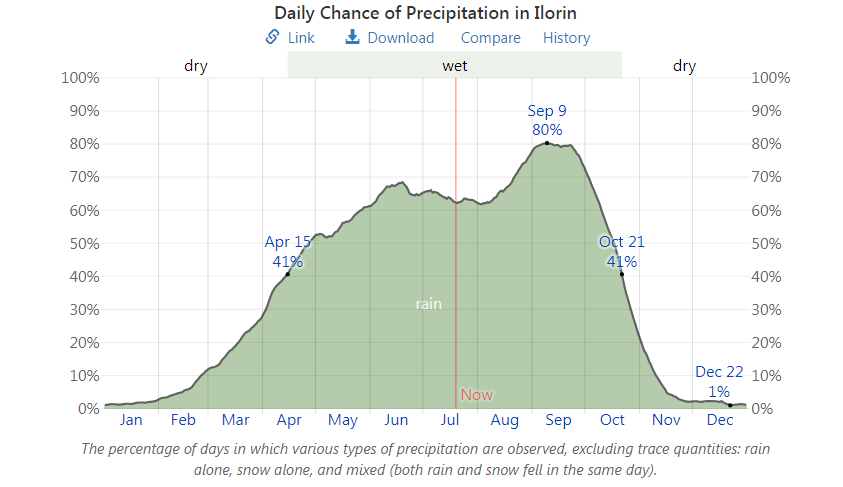 Daily Chance of Precipitation in Ilorin
Link Download Compare History
dry wet dry
100% 100%
90% 90%
Sep 9
80% 80% 80%
70% 70%
60% 60%
Apr 15 Oct 21
50% 50%
41% 41%
40% 40%
rain
30% 30%
20% 20%
Dec 22
10% 10%
1%
Now
0% 0%
Jan Feb Mar Apr May Jun Jul Aug Sep Oct Nov Dec
The percentage of days in which various types of precipitation are observed, excluding trace quantities: rain
alone, snow alone, and mixed (both rain and snow fell in the same day).